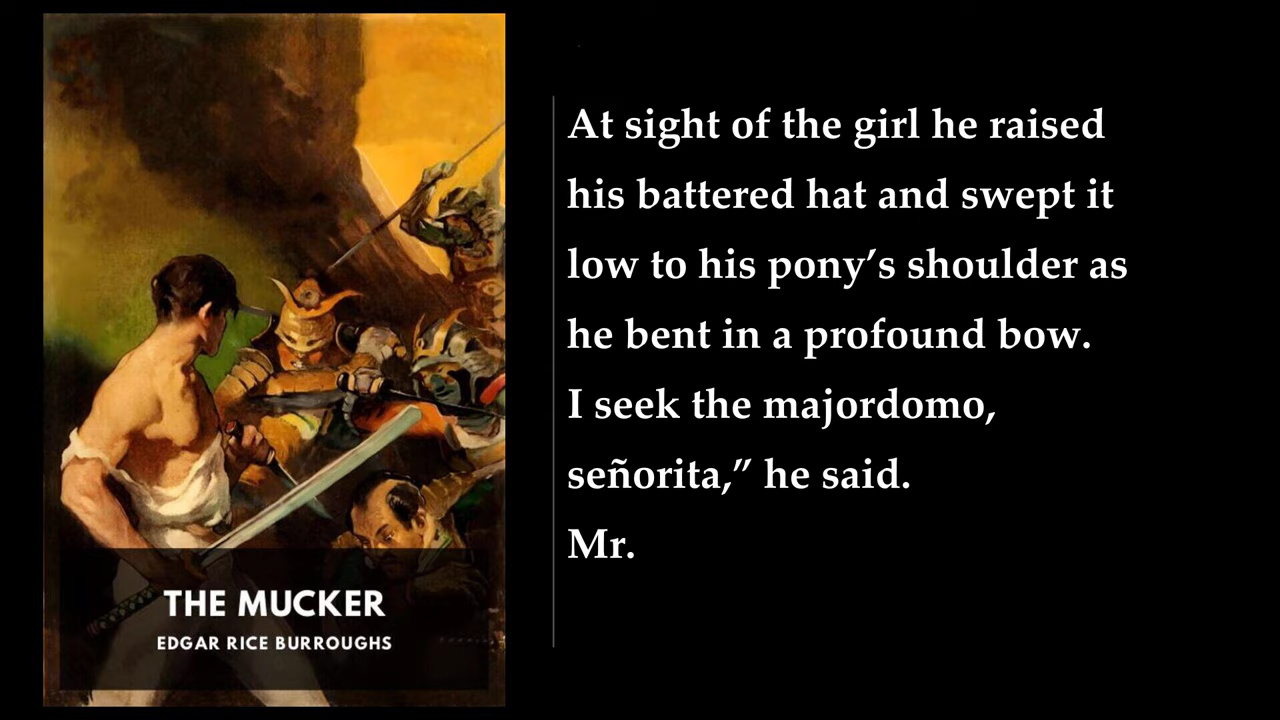 At sight of the girl he raised
his battered hat and swept it
low to his pony’s shoulder as
he bent in a profound bow.
I seek the majordomo,
señorita,” he said.
Mr.
THE MUCKER
EDGAR RICE BURROUGHS